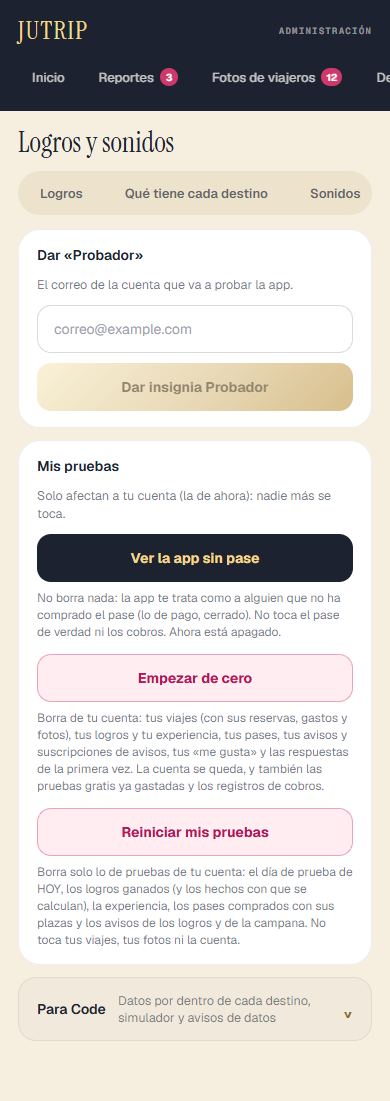 JUTRIP
ADMINISTRACIÓN
Inicio Reportes 3 Fotos de viajeros 12 De
Logros y sonidos
Logros Qué tiene cada destino Sonidos
Dar «Probador»
El correo de la cuenta que va a probar la app.
correo@example.com
Dar insignia Probador
Mis pruebas
Solo afectan a tu cuenta (la de ahora): nadie más se
toca.
Ver la app sin pase
No borra nada: la app te trata como a alguien que no ha
comprado el pase (lo de pago, cerrado). No toca el pase
de verdad ni los cobros. Ahora está apagado.
Empezar de cero
Borra de tu cuenta: tus viajes (con sus reservas, gastos y
fotos), tus logros y tu experiencia, tus pases, tus avisos y
suscripciones de avisos, tus «me gusta» y las respuestas
de la primera vez. La cuenta se queda, y también las
pruebas gratis ya gastadas y los registros de cobros.
Reiniciar mis pruebas
Borra solo lo de pruebas de tu cuenta: el día de prueba de
HOY, los logros ganados (y los hechos con que se
calculan), la experiencia, los pases comprados con sus
plazas y los avisos de los logros y de la campana. No
toca tus viajes, tus fotos ni la cuenta.
Para Code
Datos por dentro de cada destino,
simulador y avisos de datos
v